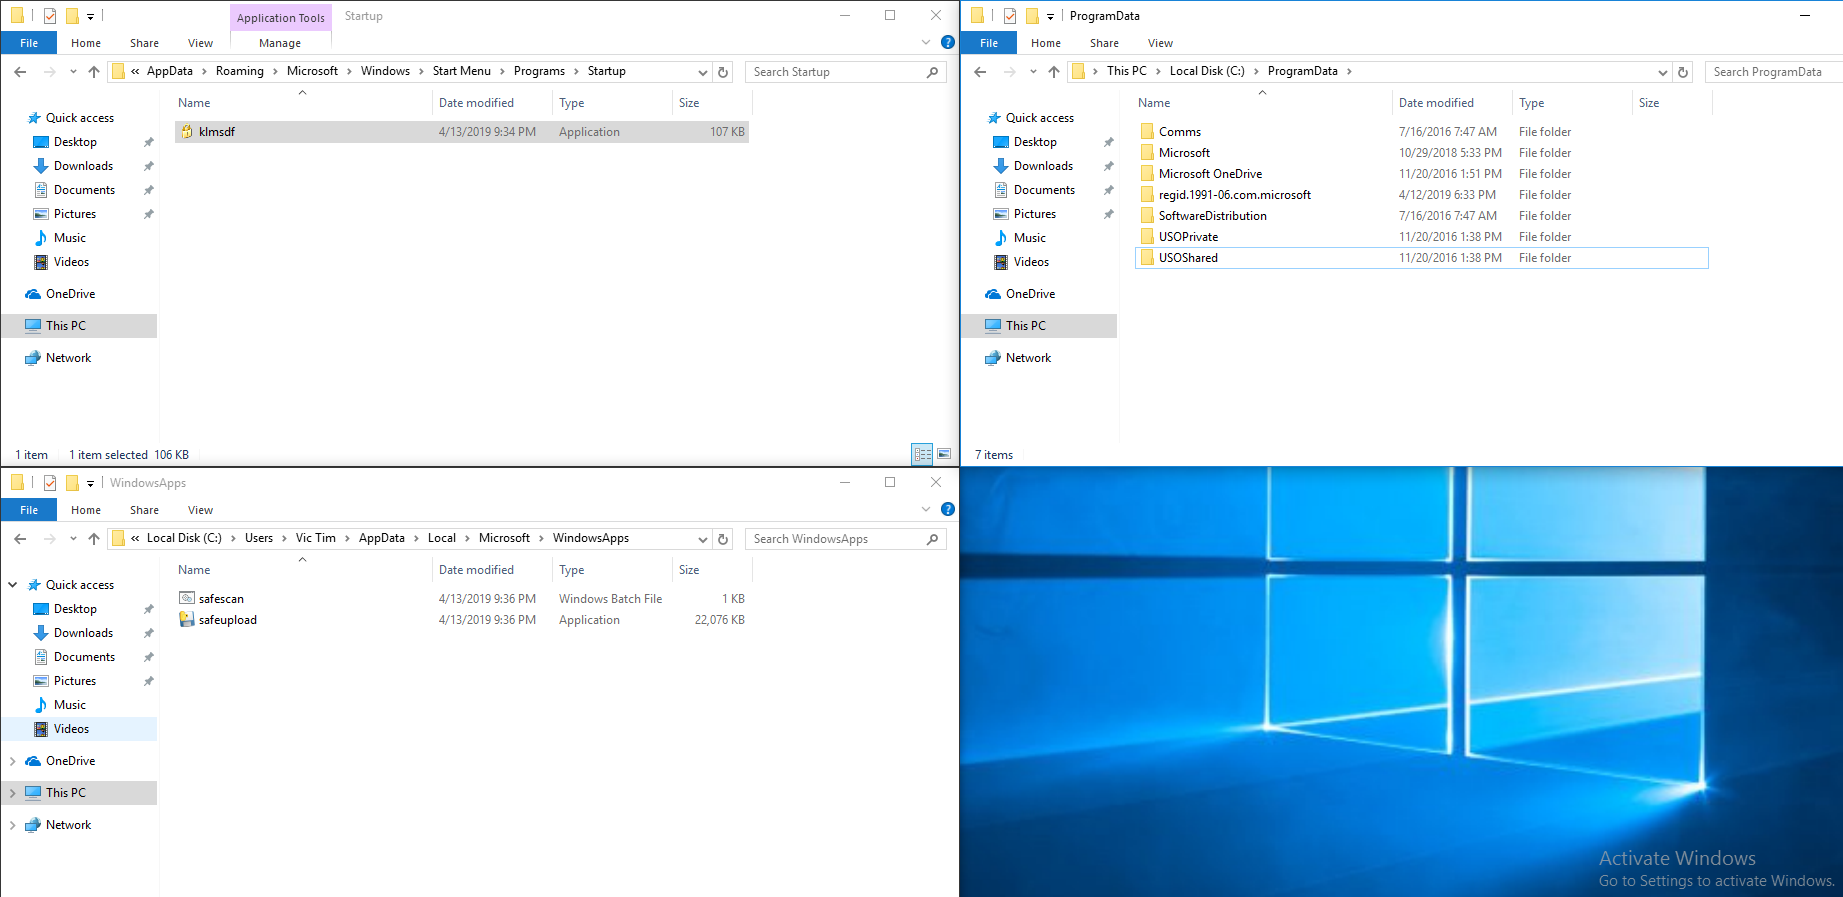 Application Tools Startup
File Home Share View Manage
« AppData Roaming Microsoft Windows Start Menu Programs Startup Search Startup
Name Date modified Type Size
Quick access
Desktop
Downloads
Documents
Pictures
Music
Videos
OneDrive
This PC
Network
klmsdf 4/13/2019 9:34 PM Application 107 KB
1 item 1 item selected 106 KB
ProgramData
File Home Share View
This PC Local Disk (C:) ProgramData Search ProgramData
Name Date modified Type Size
Quick access
Desktop
Downloads
Documents
Pictures
Music
Videos
OneDrive
This PC
Network
Comms 7/16/2016 7:47 AM File folder
Microsoft 10/29/2018 5:33 PM File folder
Microsoft OneDrive 11/20/2016 1:51 PM File folder
regid.1991-06.com.microsoft 4/12/2019 6:33 PM File folder
SoftwareDistribution 7/16/2016 7:47 AM File folder
USOPrivate 11/20/2016 1:38 PM File folder
USOShared 11/20/2016 1:38 PM File folder
7 items
WindowsApps
File Home Share View
« Local Disk (C:) Users Vic Tim AppData Local Microsoft WindowsApps Search WindowsApps
Name Date modified Type Size
Quick access
Desktop
Downloads
Documents
Pictures
Music
Videos
OneDrive
This PC
Network
safescan 4/13/2019 9:36 PM Windows Batch File 1 KB
safeupload 4/13/2019 9:36 PM Application 22,076 KB
Activate Windows
Go to Settings to activate Windows.